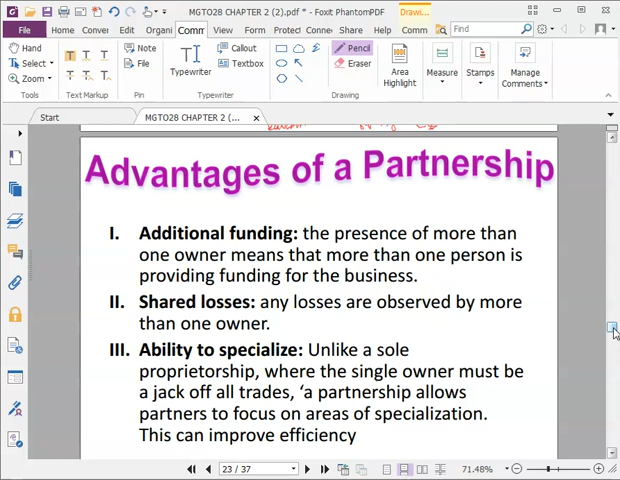 MGTO28 CHAPTER 2 (2).pdf * - Foxit PhantomPDF
Drawi...
File Home Conv Edit Organi Comm View Form Protec Share Conne Access Help Extras Comm Find
Hand
Select
Zoom
Tools
Text Markup
Note
File
Pin
Typewriter
Callout
Textbox
Typewriter
Pencil
Eraser
Drawing
Area
Highlight
Measure
Stamps
Manage
Comments
Start
MGTO28 CHAPTER 2 (2...
Advantages of a Partnership
I. Additional funding: the presence of more than
one owner means that more than one person is
providing funding for the business.
II. Shared losses: any losses are observed by more
than one owner.
III. Ability to specialize: Unlike a sole
proprietorship, where the single owner must be
a jack off all trades, ‘a partnership allows
partners to focus on areas of specialization.
This can improve efficiency
23 / 37
71.48%